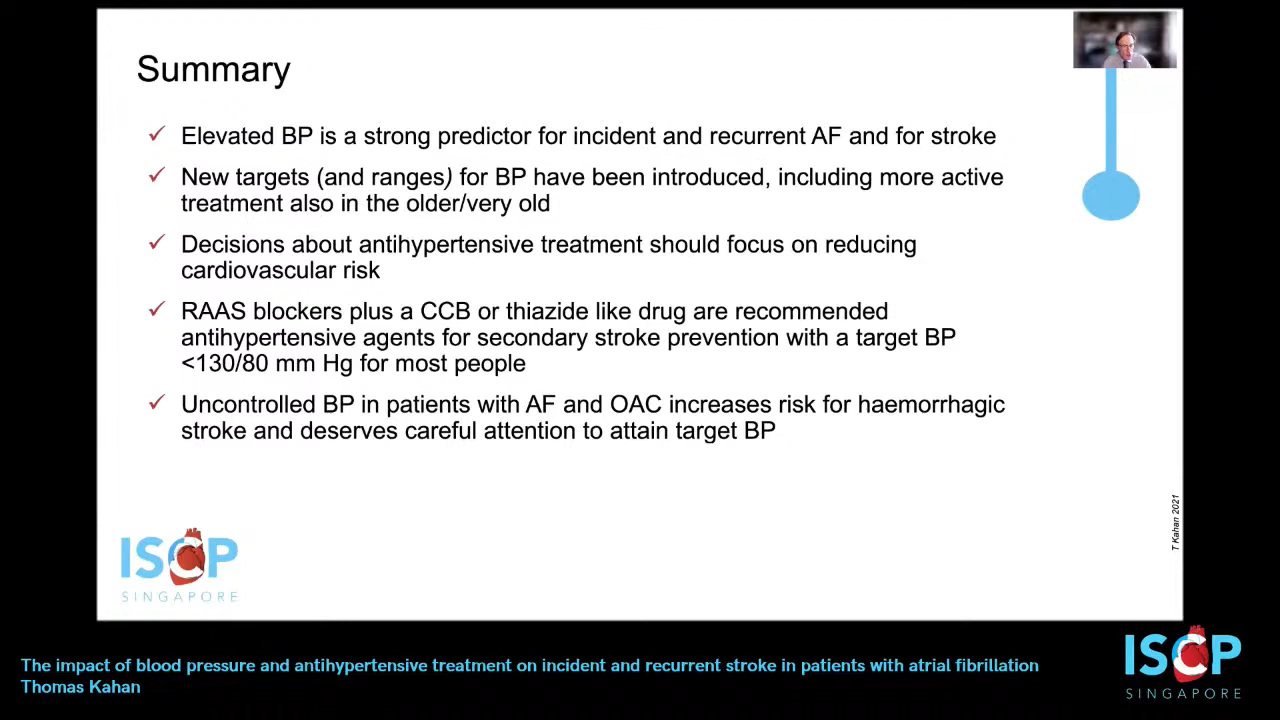 Summary
✓ Elevated BP is a strong predictor for incident and recurrent AF and for stroke
✓ New targets (and ranges) for BP have been introduced, including more active
treatment also in the older/very old
✓ Decisions about antihypertensive treatment should focus on reducing
cardiovascular risk
✓ RAAS blockers plus a CCB or thiazide like drug are recommended
antihypertensive agents for secondary stroke prevention with a target BP
<130/80 mm Hg for most people
✓ Uncontrolled BP in patients with AF and OAC increases risk for haemorrhagic
stroke and deserves careful attention to attain target BP
T Kahan 2021
ISCP
SINGAPORE
The impact of blood pressure and antihypertensive treatment on incident and recurrent stroke in patients with atrial fibrillation
Thomas Kahan
ISCP
SINGAPORE